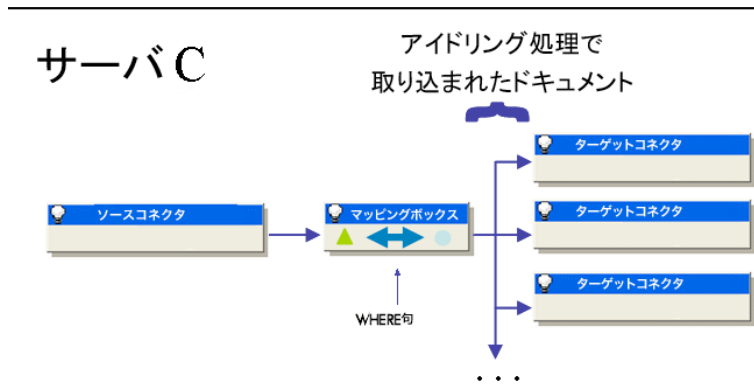 サーバC
アイドリング処理で
取り込まれたドキュメント
ターゲットコネクタ
ソースコネクタ
マッピングボックス
ターゲットコネクタ
ターゲットコネクタ
WHERE句
...